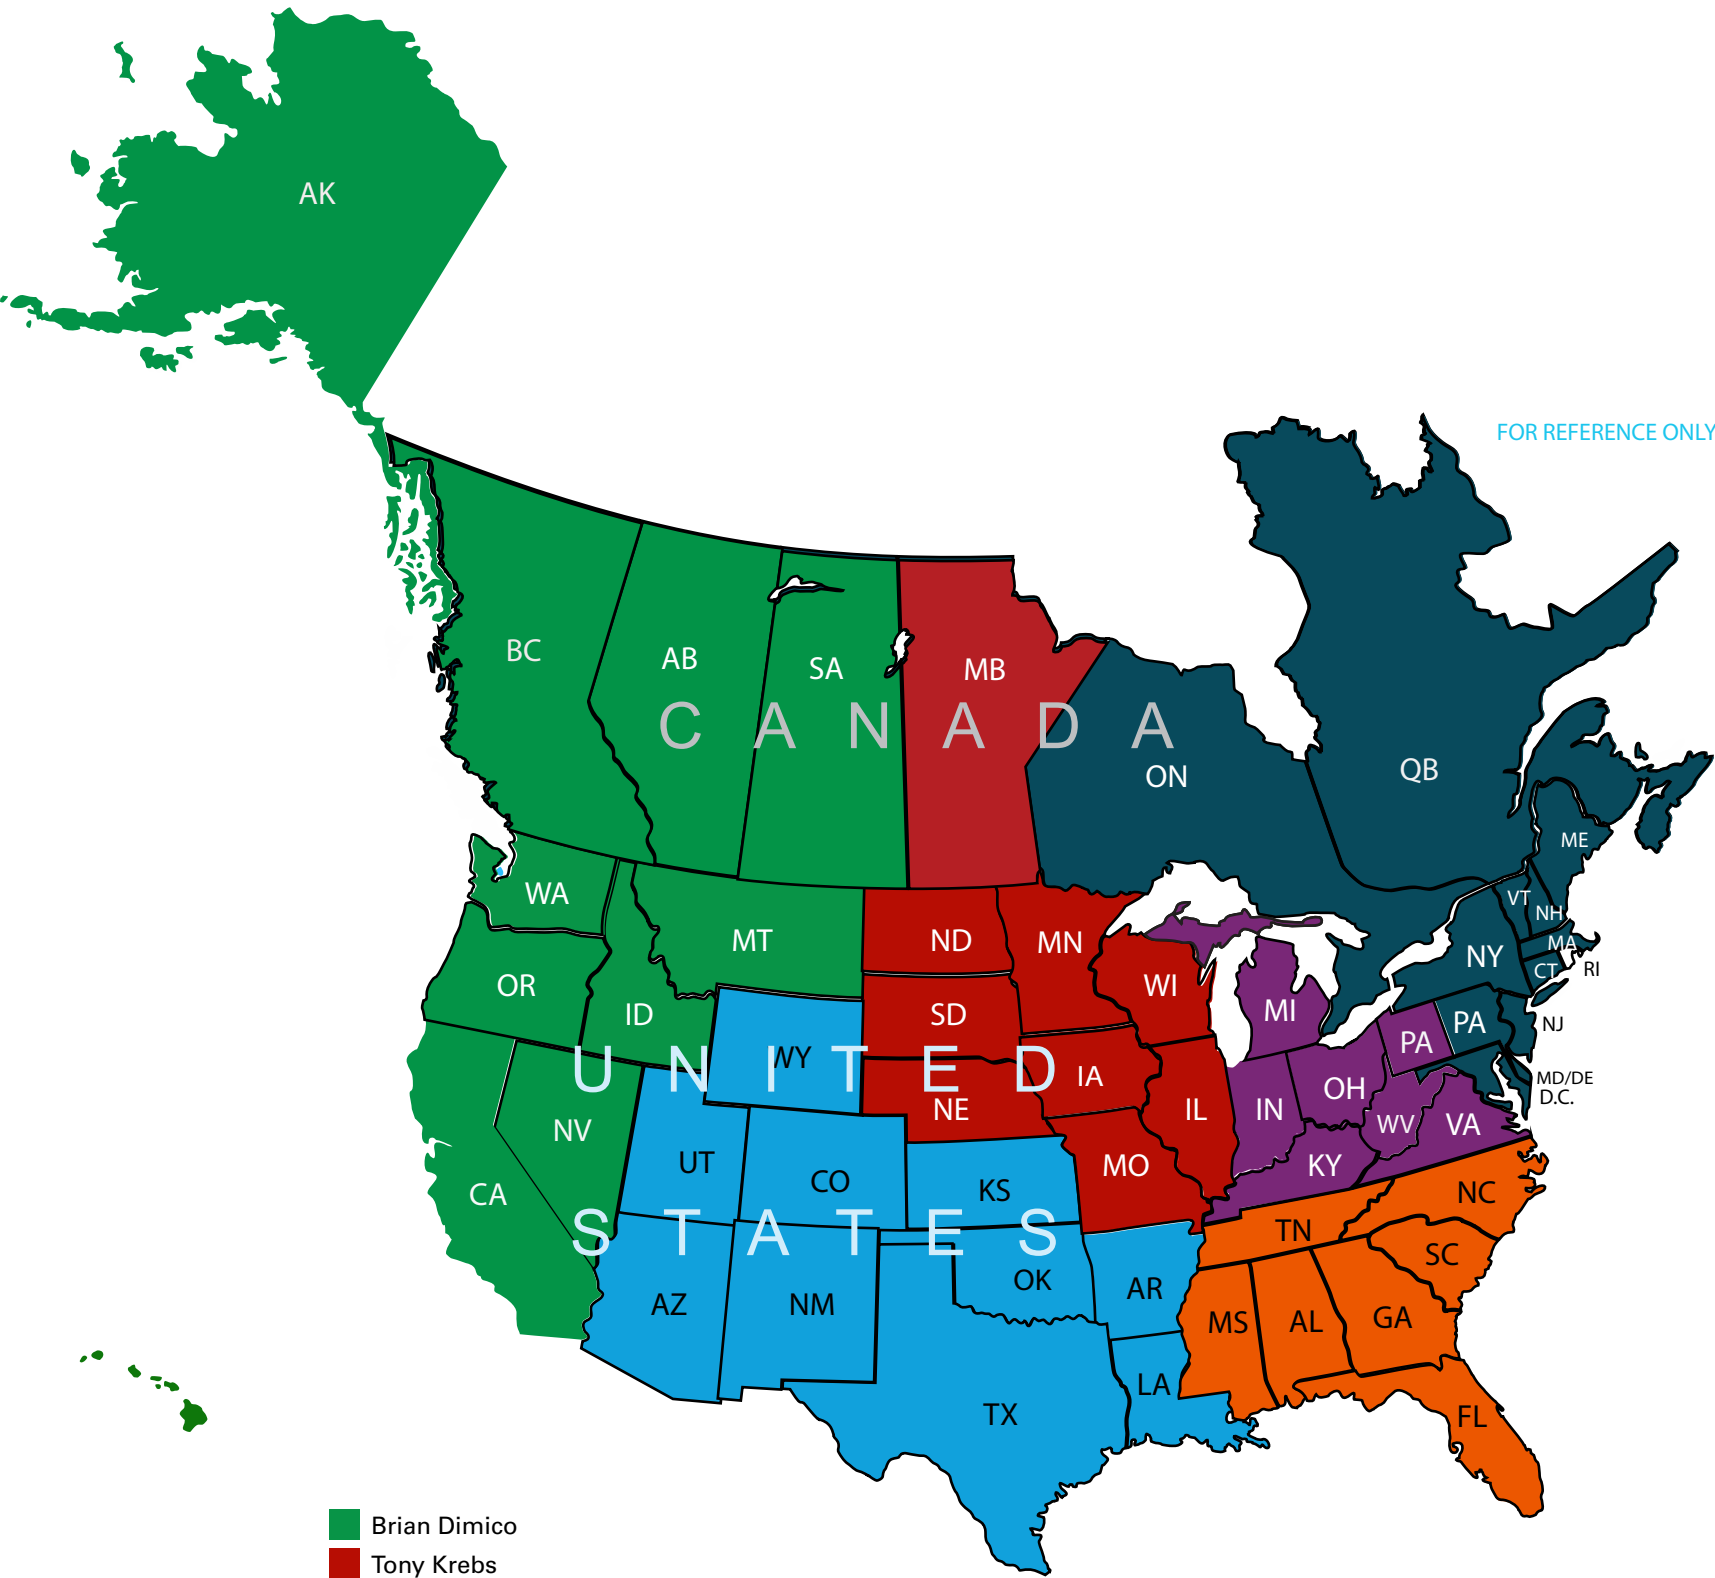 AK
FOR REFERENCE ONLY
BC
AB
SA
MB
CANADA
ON
QB
ME
WA
VT
NH
MT
ND
MN
NY
MA
CT
RI
OR
ID
SD
WI
MI
PA
PA
NJ
WY
UNITED
IA
NE
OH
MD/DE
D.C.
IL
IN
WV
VA
NV
UT
CO
KS
MO
KY
CA
NC
STATES
TN
SC
AZ
NM
OK
AR
MS
AL
GA
LA
TX
FL
Brian Dimico
Tony Krebs